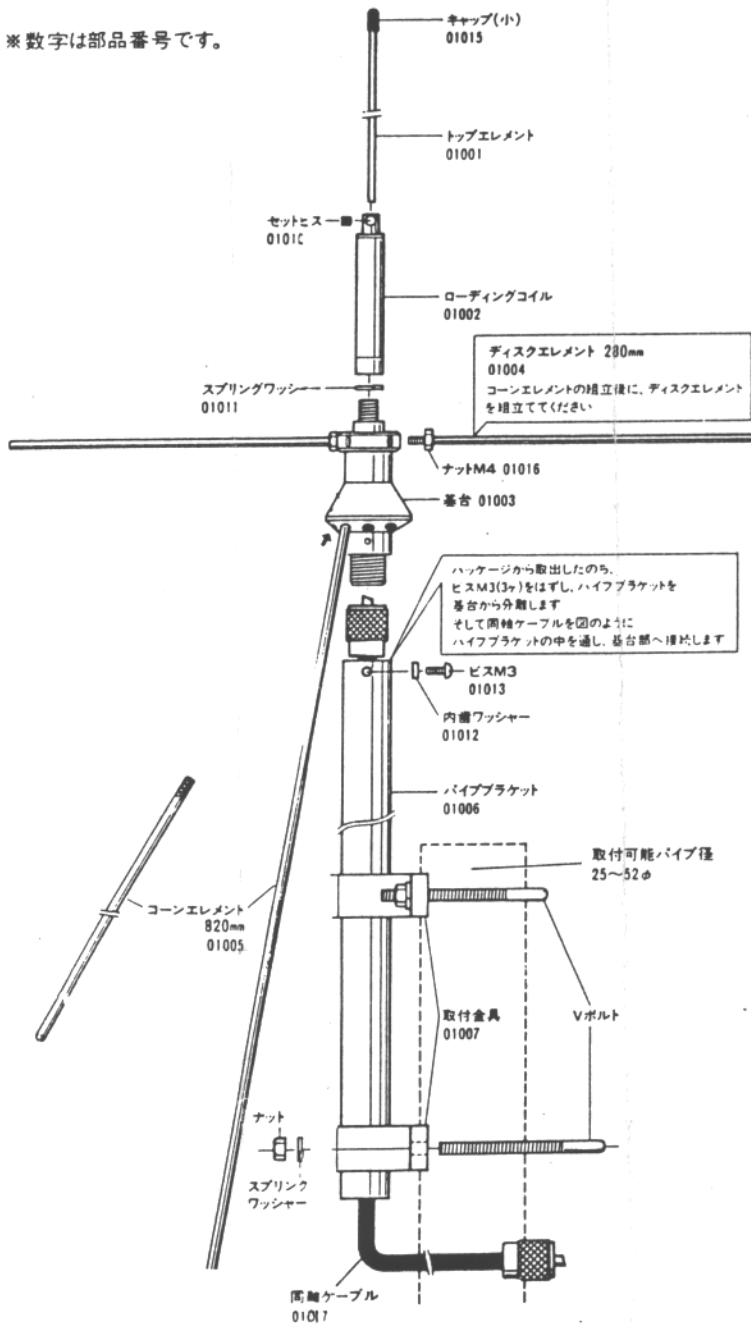 ※数字は部品番号です。
キャップ(小)
01015
トップエレメント
01001
セットビス
01010
ローディングコイル
01002
ディスクエレメント 280mm
01004
コーンエレメントの組立後に、ディスクエレメント
を組立ててください
スプリングワッシャー
01011
ナットM4 01016
基台 01003
パッケージから取出したのち、
ビスM3(3ヶ)をはずし、パイプブラケットを
基台から分離します
そして同軸ケーブルを図のように
パイプブラケットの中を通し、基台部へ接続します
ビスM3
01013
内歯ワッシャー
01012
パイプブラケット
01006
取付可能パイプ径
25〜52φ
コーンエレメント
820mm
01005
取付金具
01007
Vボルト
ナット
スプリング
ワッシャー
同軸ケーブル
01017